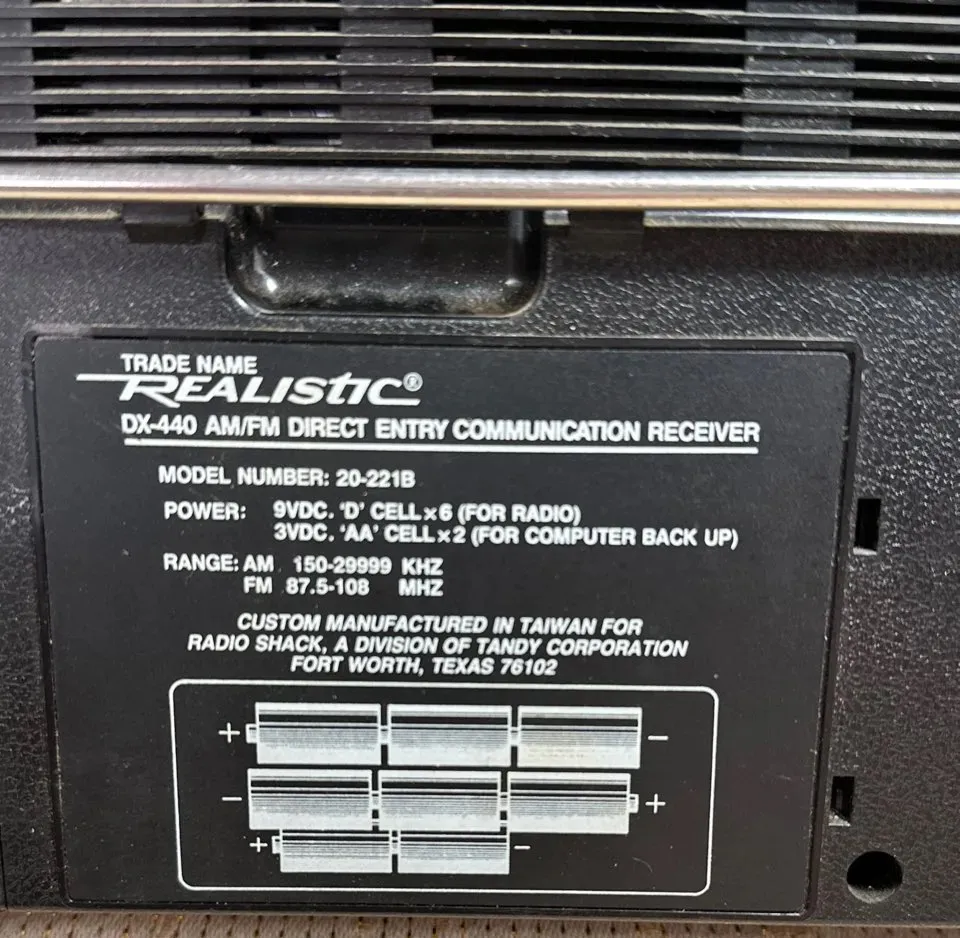 TRADE NAME
REALISTIC®
DX-440 AM/FM DIRECT ENTRY COMMUNICATION RECEIVER
MODEL NUMBER: 20-221B
POWER: 9VDC. 'D' CELL×6 (FOR RADIO)
3VDC. 'AA' CELL×2 (FOR COMPUTER BACK UP)
RANGE: AM 150-29999 KHZ
FM 87.5-108 MHZ
CUSTOM MANUFACTURED IN TAIWAN FOR
RADIO SHACK, A DIVISION OF TANDY CORPORATION
FORT WORTH, TEXAS 76102
+ −
− +
+ −